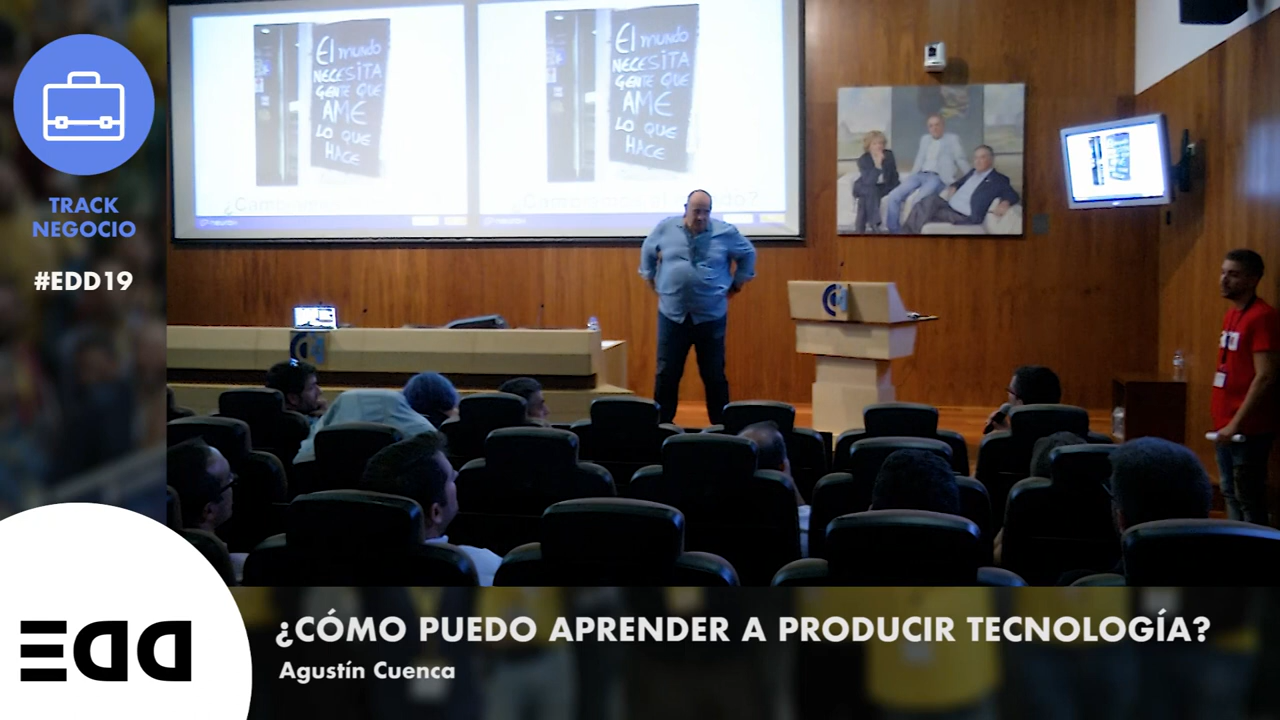 TRACK
NEGOCIO
#EDD19
El mundo
NECESITA
GENTE QUE
AME
LO QUE
HACE
El mundo
NECESITA
GENTE QUE
AME
LO QUE
HACE
EDD
¿CÓMO PUEDO APRENDER A PRODUCIR TECNOLOGÍA?
Agustín Cuenca